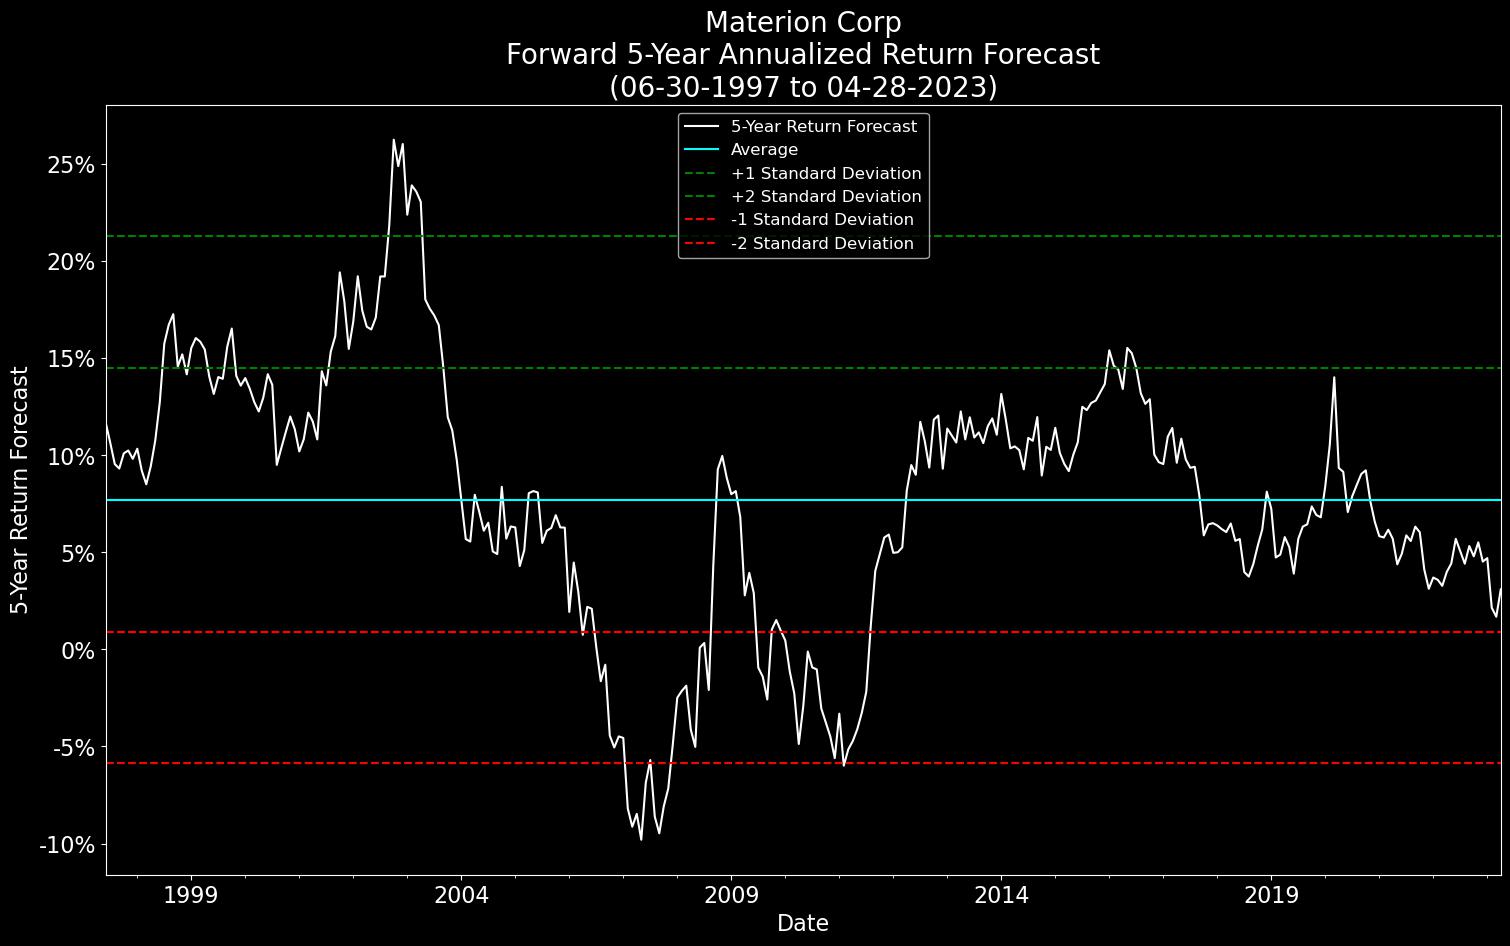 Materion Corp
Forward 5-Year Annualized Return Forecast
(06-30-1997 to 04-28-2023)
5-Year Return Forecast
Average
+1 Standard Deviation
+2 Standard Deviation
-1 Standard Deviation
-2 Standard Deviation
25%
20%
15%
10%
5%
0%
-5%
-10%
5-Year Return Forecast
1999 2004 2009 2014 2019
Date